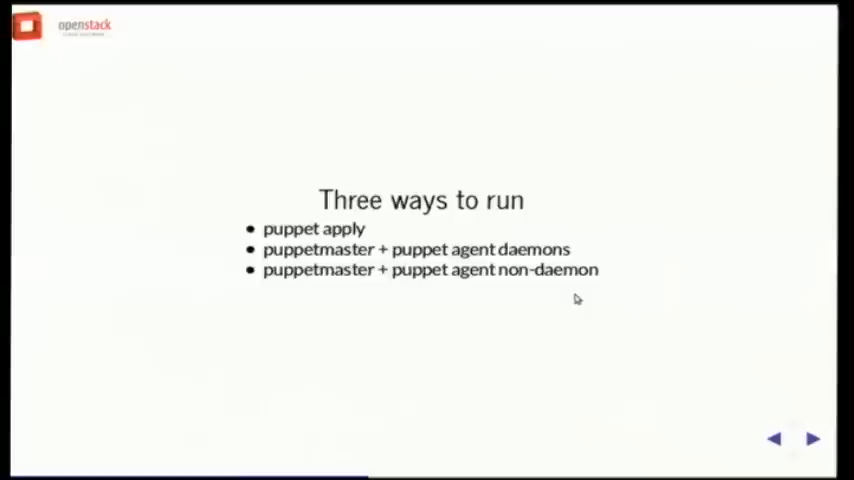 openstack
Three ways to run
• puppet apply
• puppetmaster + puppet agent daemons
• puppetmaster + puppet agent non-daemon